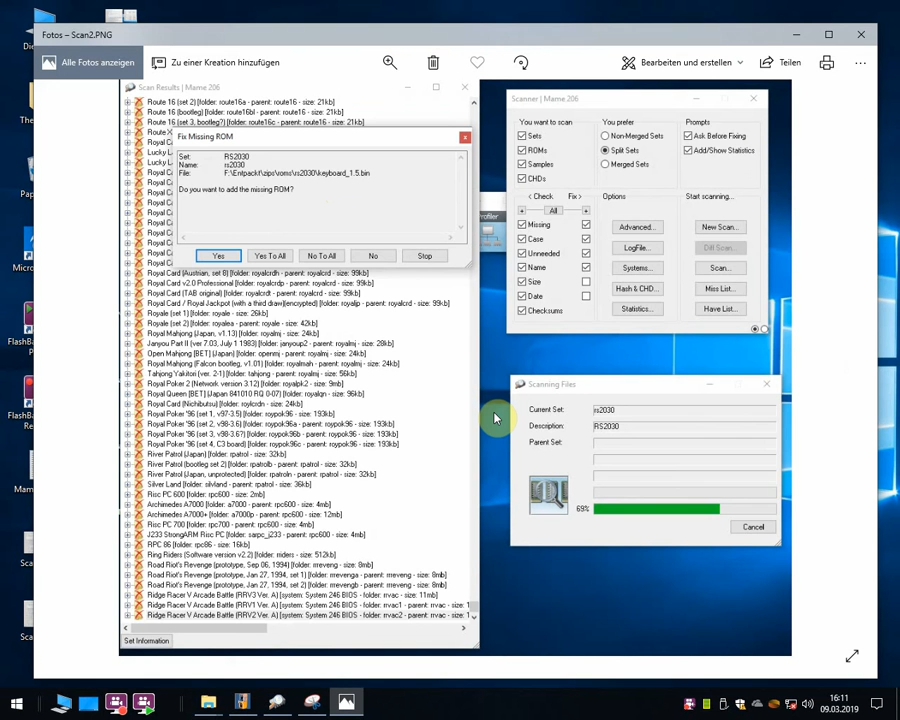 Fotos – Scan2.PNG
Alle Fotos anzeigen
Zu einer Kreation hinzufügen
Bearbeiten und erstellen
Teilen
Scan Results | Mame 206
Route 16 (set 2) [folder: route16a - parent: route16 - size: 21kb]
Route 16 (bootleg) [folder: route16bl - parent: route16 - size: 21kb]
Route 16 (set 3, bootleg?) [folder: route16c - parent: route16 - size: 21kb]
Route
Royal C
Lucky L
Royal C
Fix Missing ROM
Set: RS2030
Name: rs2030
File: F:\Entpackt\zips\roms\rs2030\keyboard_1.5.bin
Do you want to add the missing ROM?
Yes
Yes To All
No To All
No
Stop
Royal Card (Austrian, set 8) [folder: royalcrdh - parent: royalcrd - size: 99kb]
Royal Card v2.0 Professional [folder: royalcrdp - parent: royalcrd - size: 99kb]
Royal Card (TAB original) [folder: royalcrdt - parent: royalcrd - size: 99kb]
Royal Card / Royal Jackpot (with a third draw)[encrypted] [folder: royaljp - parent: royalcrd - size: 99kb]
Royale (set 1) [folder: royale - size: 26kb]
Royale (set 2) [folder: royalea - parent: royale - size: 42kb]
Royal Mahjong (Japan, v1.13) [folder: royalmj - size: 24kb]
Janyou Part II (ver 7.03, July 1 1983) [folder: janyoup2 - parent: royalmj - size: 28kb]
Open Mahjong [BET] (Japan) [folder: openmj - parent: royalmj - size: 24kb]
Royal Mahjong (Falcon bootleg, v1.01) [folder: royalmah - parent: royalmj - size: 24kb]
Tahjong Yakitori (ver. 2-1) [folder: tahjong - parent: royalmj - size: 56kb]
Royal Poker 2 (Network version 3.12) [folder: royalpk2 - size: 9mb]
Royal Queen [BET] (Japan 841010 RQ 0-07) [folder: royalqn - size: 96kb]
Royal Card (Nichibutsu) [folder: roylcrdn - size: 24kb]
Royal Poker '96 (set 1, v97-3.5) [folder: roypok96 - size: 193kb]
Royal Poker '96 (set 2, v98-3.6) [folder: roypok96a - parent: roypok96 - size: 193kb]
Royal Poker '96 (set 3, v98-3.6?) [folder: roypok96b - parent: roypok96 - size: 193kb]
Royal Poker '96 (set 4, C3 board) [folder: roypok96c - parent: roypok96 - size: 193kb]
River Patrol (Japan) [folder: rpatrol - size: 32kb]
River Patrol (bootleg set 2) [folder: rpatrolb - parent: rpatrol - size: 32kb]
River Patrol (Japan, unprotected) [folder: rpatroln - parent: rpatrol - size: 32kb]
Silver Land [folder: silvland - parent: rpatrol - size: 36kb]
Risc PC 600 [folder: rpc600 - size: 2mb]
Archimedes A7000 [folder: a7000 - parent: rpc600 - size: 4mb]
Archimedes A7000+ [folder: a7000p - parent: rpc600 - size: 12mb]
Risc PC 700 [folder: rpc700 - parent: rpc600 - size: 4mb]
J233 StrongARM Risc PC [folder: sarpc_j233 - parent: rpc600 - size: 4mb]
RPC 86 [folder: rpc86 - size: 16kb]
Ring Riders (Software version v2.2) [folder: rriders - size: 512kb]
Road Riot's Revenge (prototype, Sep 06, 1994) [folder: rrreveng - size: 8mb]
Road Riot's Revenge (prototype, Jan 27, 1994, set 1) [folder: rrrevenga - parent: rrreveng - size: 8mb]
Road Riot's Revenge (prototype, Jan 27, 1994, set 2) [folder: rrrevengb - parent: rrreveng - size: 8mb]
Ridge Racer V Arcade Battle (RRV3 Ver. A) [system: System 246 BIOS - folder: rrvac - size: 11mb]
Ridge Racer V Arcade Battle (RRV1 Ver. A) [system: System 246 BIOS - folder: rrvac1 - parent: rrvac - size: 1
Ridge Racer V Arcade Battle (RRV2 Ver. A) [system: System 246 BIOS - folder: rrvac2 - parent: rrvac - size: 1
Set Information
Scanner | Mame 206
You want to scan
You prefer
Prompts
Sets
Non-Merged Sets
Ask Before Fixing
ROMs
Split Sets
Add/Show Statistics
Samples
Merged Sets
CHDs
< Check
Fix >
Options
Start scanning...
All
Missing
Advanced...
New Scan...
Case
LogFile...
Diff Scan...
Unneeded
Name
Systems...
Scan...
Size
Hash & CHD...
Miss List...
Date
Checksums
Statistics...
Have List...
Scanning Files
Current Set: rs2030
Description: RS2030
Parent Set:
69%
Cancel
16:11
09.03.2019